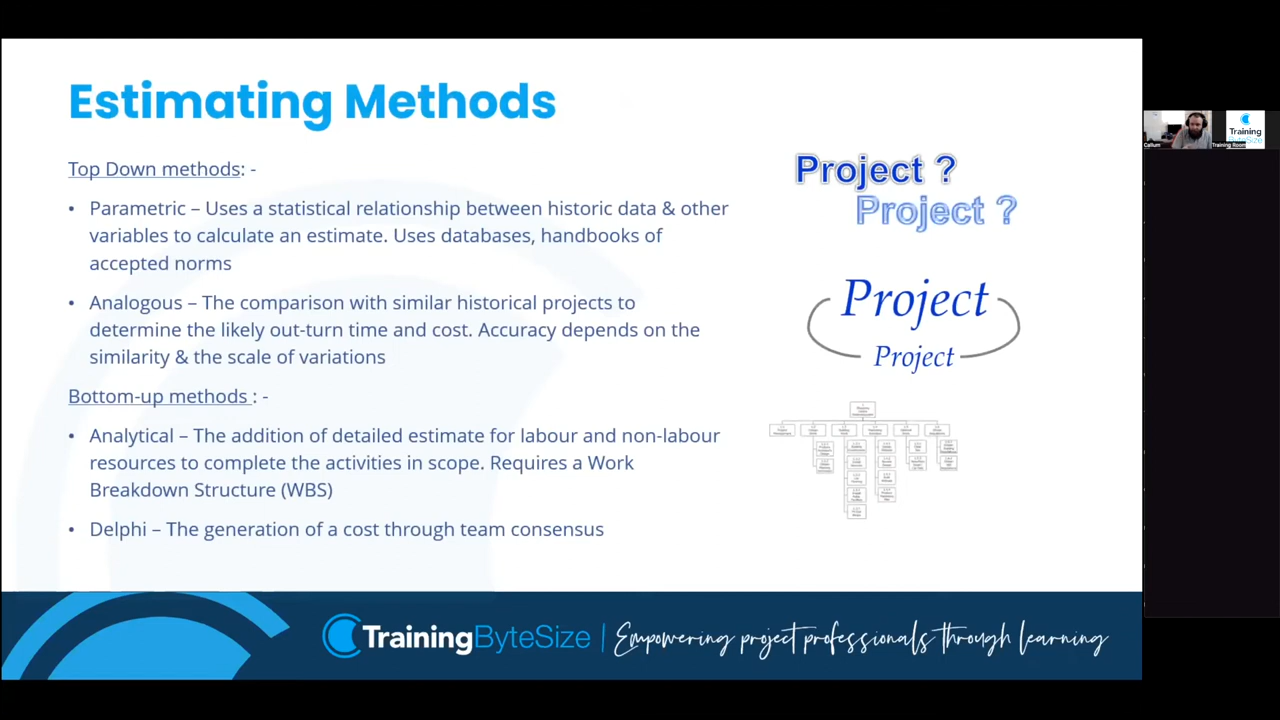 Estimating Methods
Top Down methods: -
• Parametric – Uses a statistical relationship between historic data & other
variables to calculate an estimate. Uses databases, handbooks of
accepted norms
• Analogous – The comparison with similar historical projects to
determine the likely out-turn time and cost. Accuracy depends on the
similarity & the scale of variations
Bottom-up methods : -
• Analytical – The addition of detailed estimate for labour and non-labour
resources to complete the activities in scope. Requires a Work
Breakdown Structure (WBS)
• Delphi – The generation of a cost through team consensus
Project ?
Project ?
Project
Project
TrainingByteSize | Empowering project professionals through learning
Training
ByteSize
Callum
Training Room